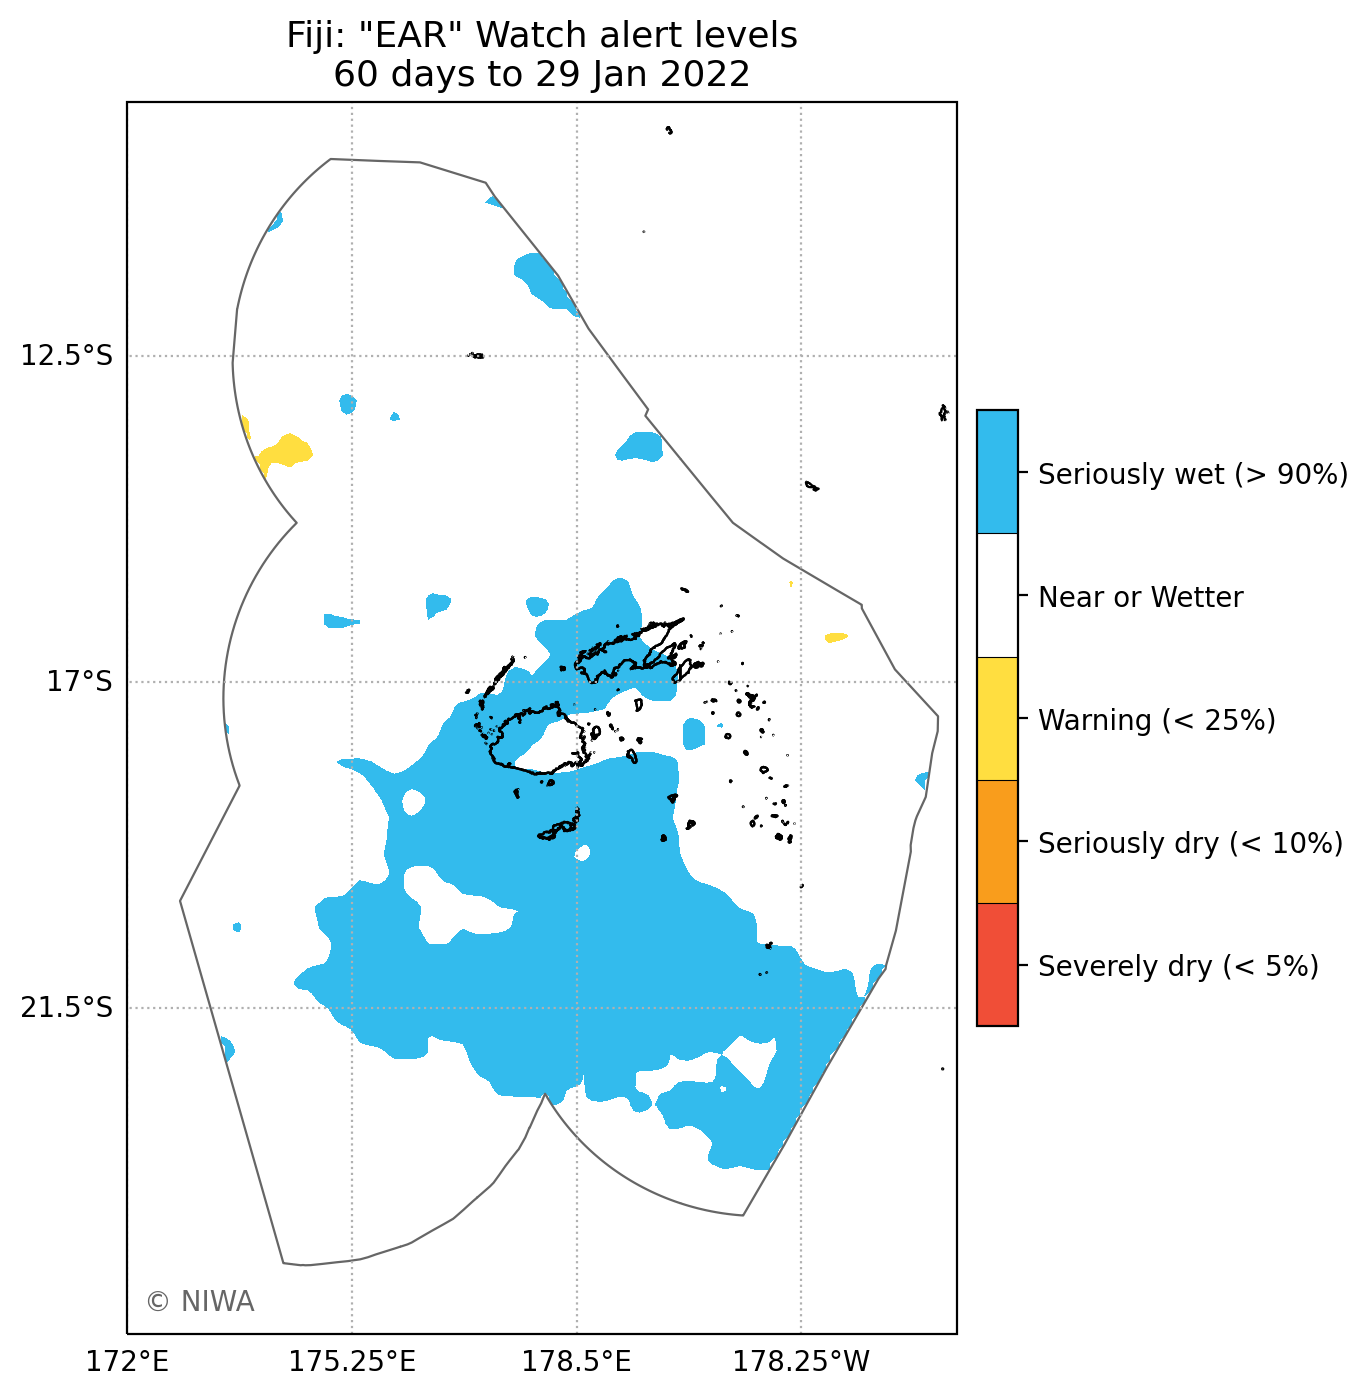 Fiji: "EAR" Watch alert levels
60 days to 29 Jan 2022
12.5°S
17°S
21.5°S
172°E
175.25°E
178.5°E
178.25°W
Seriously wet (> 90%)
Near or Wetter
Warning (< 25%)
Seriously dry (< 10%)
Severely dry (< 5%)
© NIWA